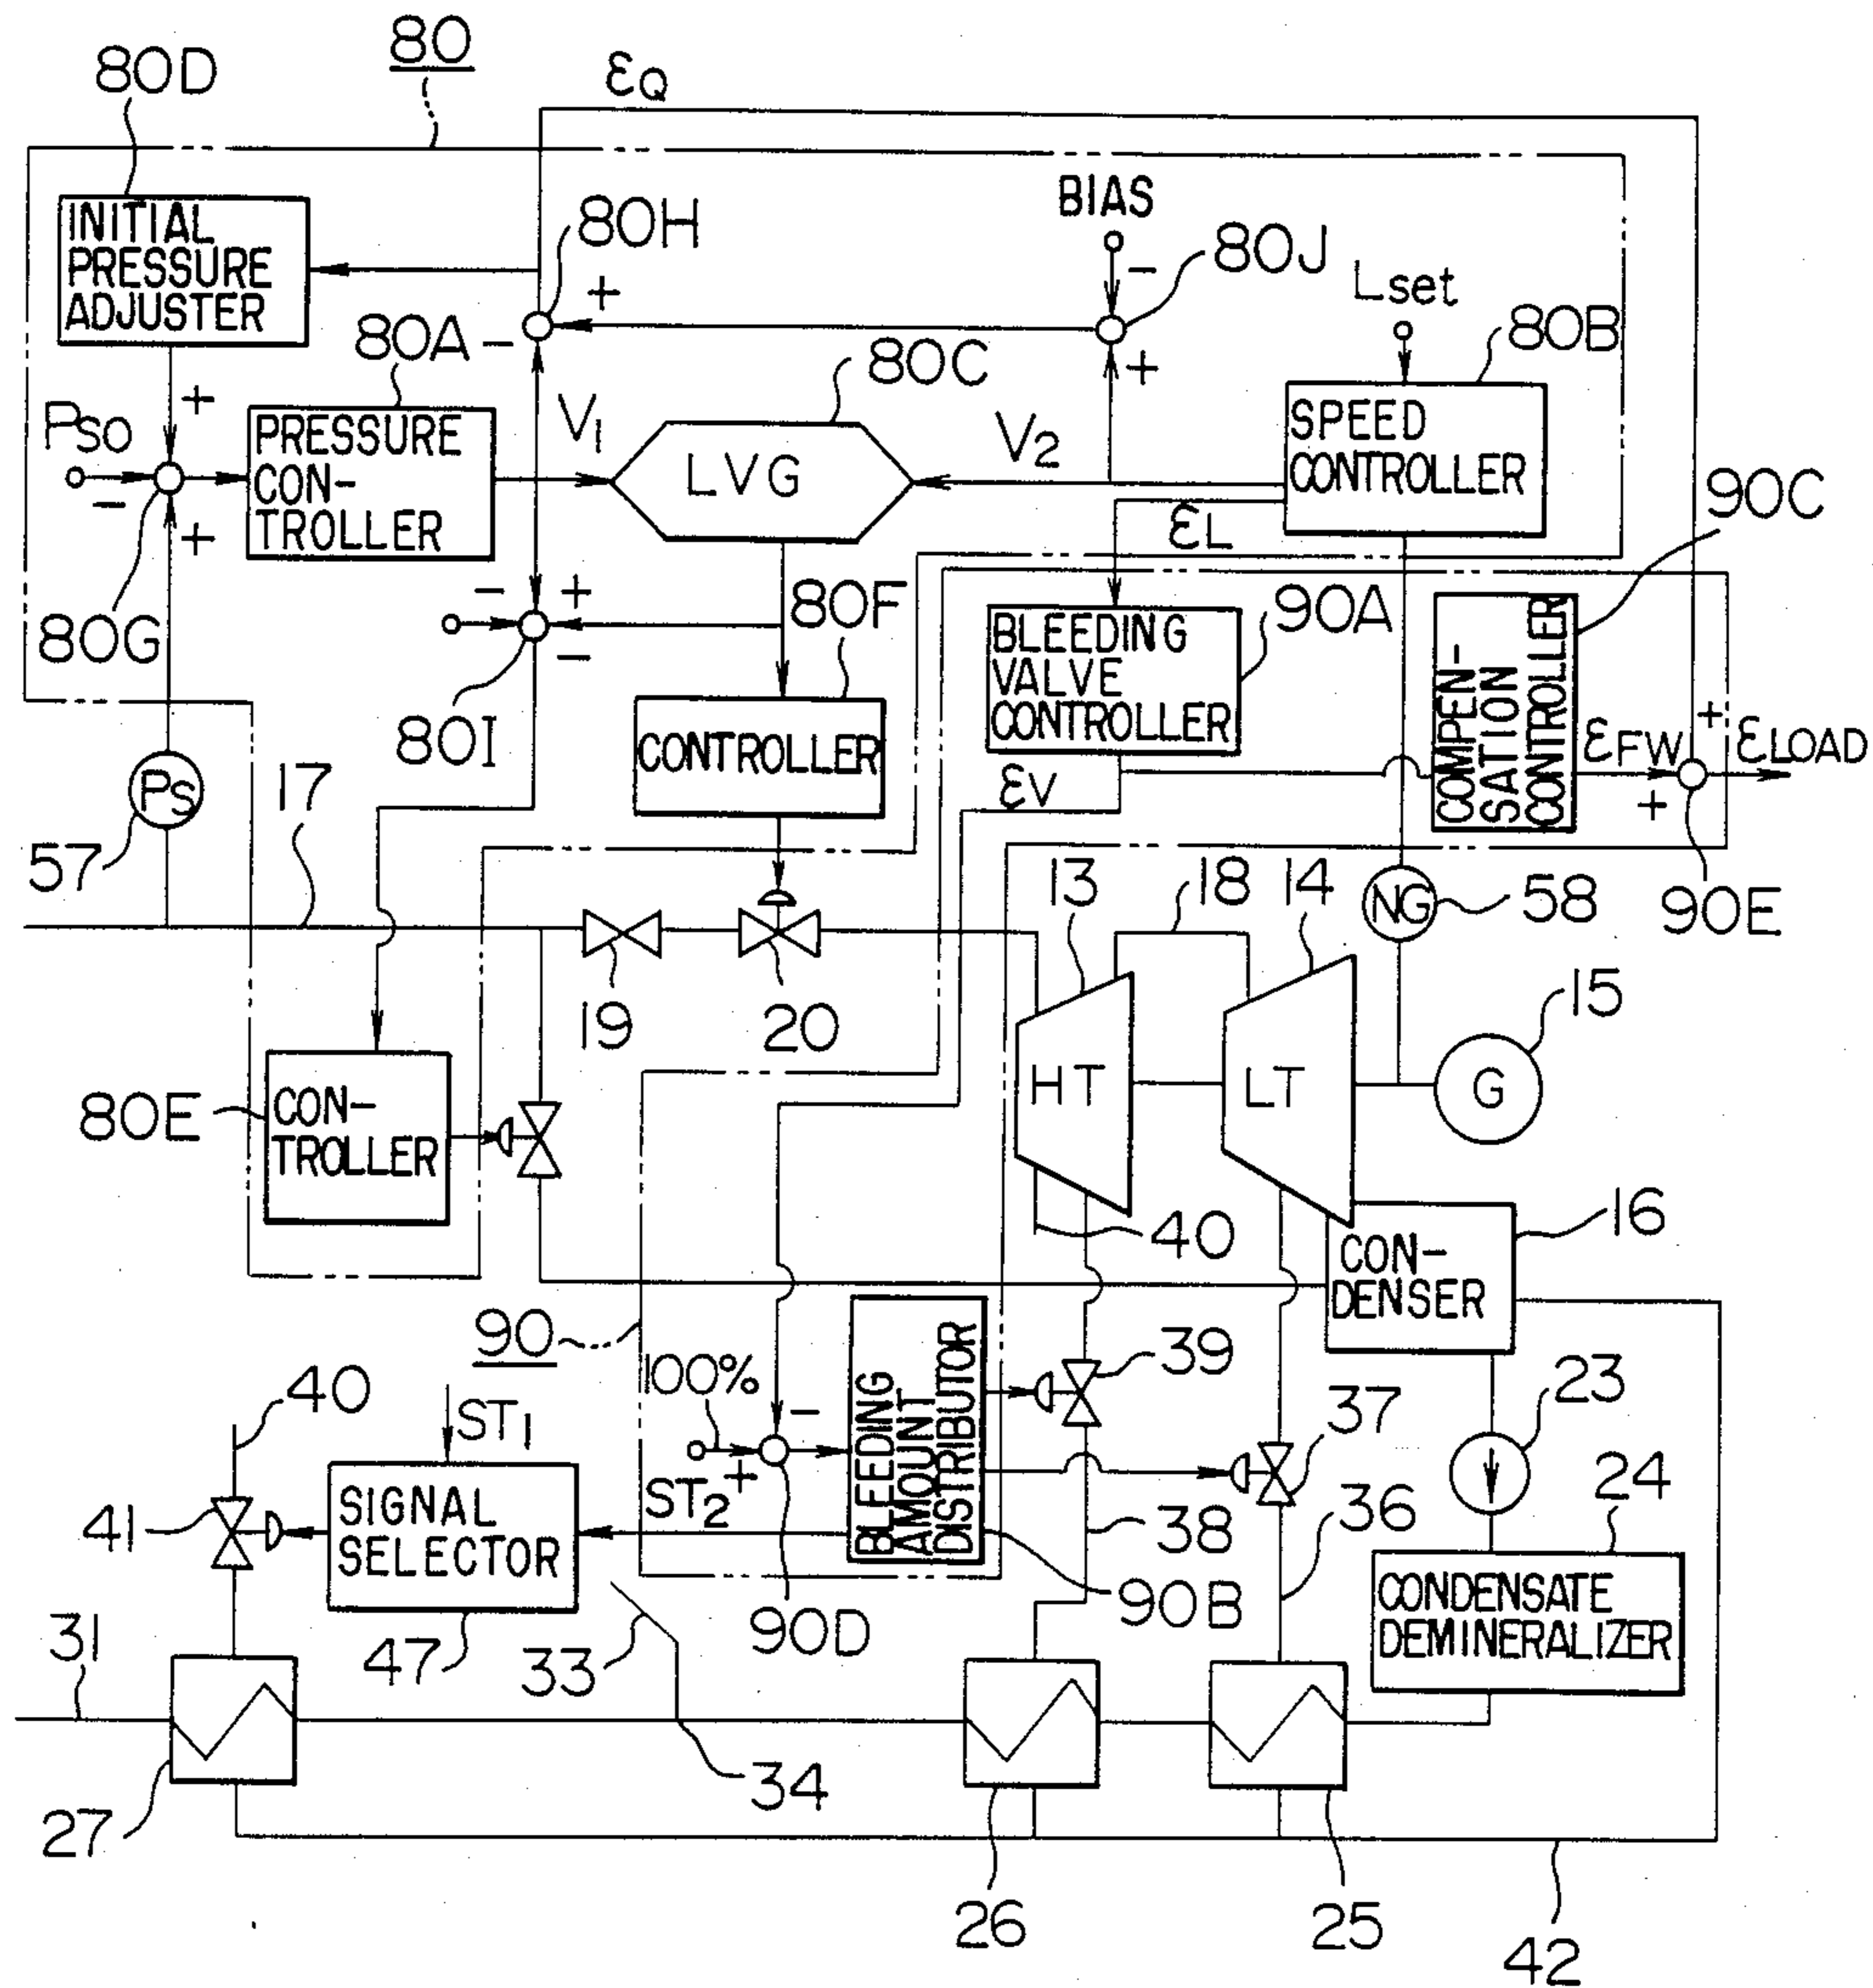 80
80D
εQ
BIAS
INITIAL
PRESSURE
ADJUSTER
80H
80J
Lset
+
-
80A
-
80C
80B
+
+
PSO
-
+
PRESSURE
CON-
TROLLER
V1
LVG
V2
SPEED
CONTROLLER
90C
εL
80G
-
+
-
80F
90A
80I
CONTROLLER
BLEEDING
VALVE
CONTROLLER
COMPEN-
SATION
CONTROLLER
εFW
+
+
εLOAD
PS
17
εV
57
13
18
14
NG
58
90E
19
20
15
HT
LT
G
80E
CON-
TROLLER
40
16
CON-
DENSER
90
100%
-
+
39
23
40
ST1
BLEEDING
AMOUNT
DISTRIBUTOR
37
24
41
SIGNAL
SELECTOR
ST2
38
36
CONDENSATE
DEMINERALIZER
31
47
33
90D
90B
27
34
26
25
42